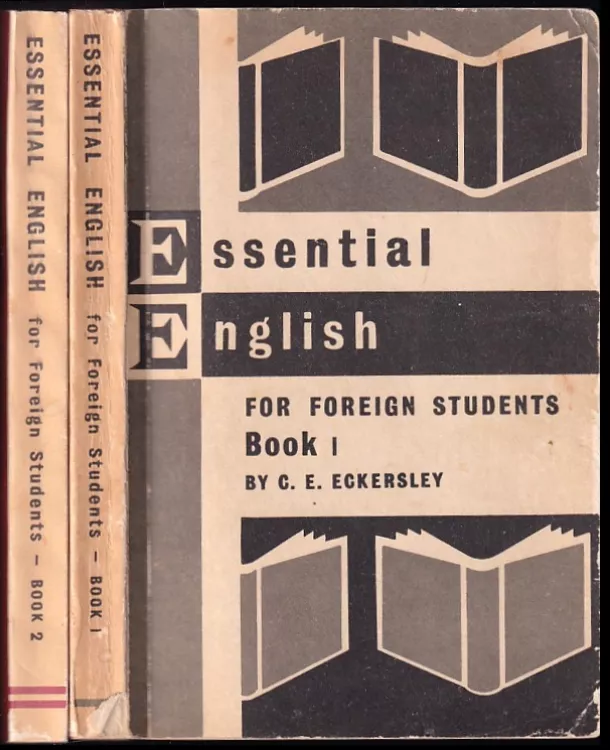 ESSENTIAL ENGLISH for Foreign Students — BOOK 2
ESSENTIAL ENGLISH for Foreign Students — BOOK 1
Essential
English
FOR FOREIGN STUDENTS
Book I
BY C. E. ECKERSLEY